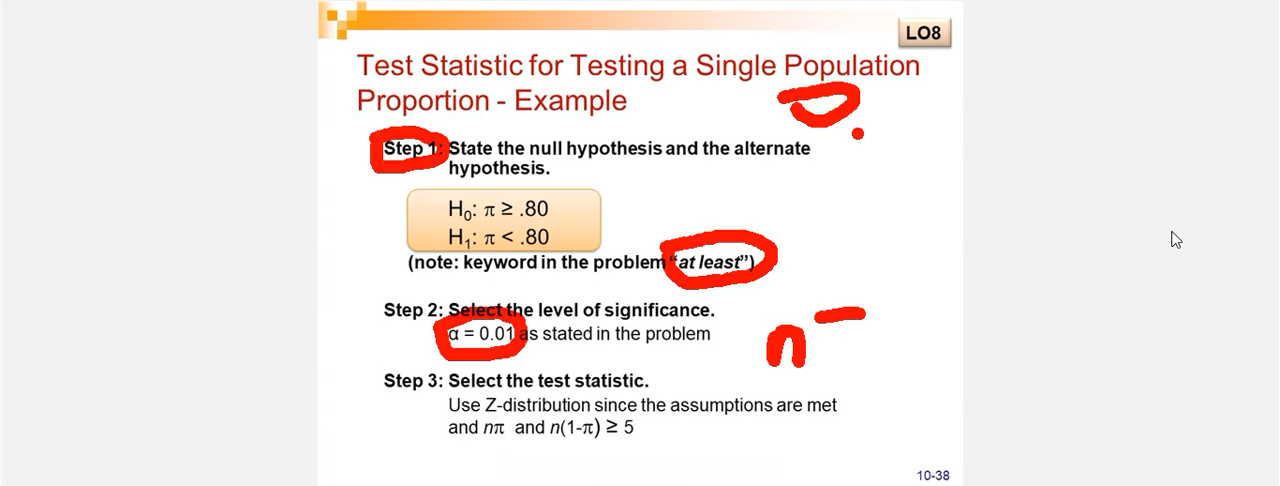 LO8
Test Statistic for Testing a Single Population
Proportion - Example
Step 1: State the null hypothesis and the alternate
hypothesis.
H₀: π ≥ .80
H₁: π < .80
(note: keyword in the problem “at least”)
Step 2: Select the level of significance.
α = 0.01 as stated in the problem
n
Step 3: Select the test statistic.
Use Z-distribution since the assumptions are met
and nπ and n(1-π) ≥ 5
10-38